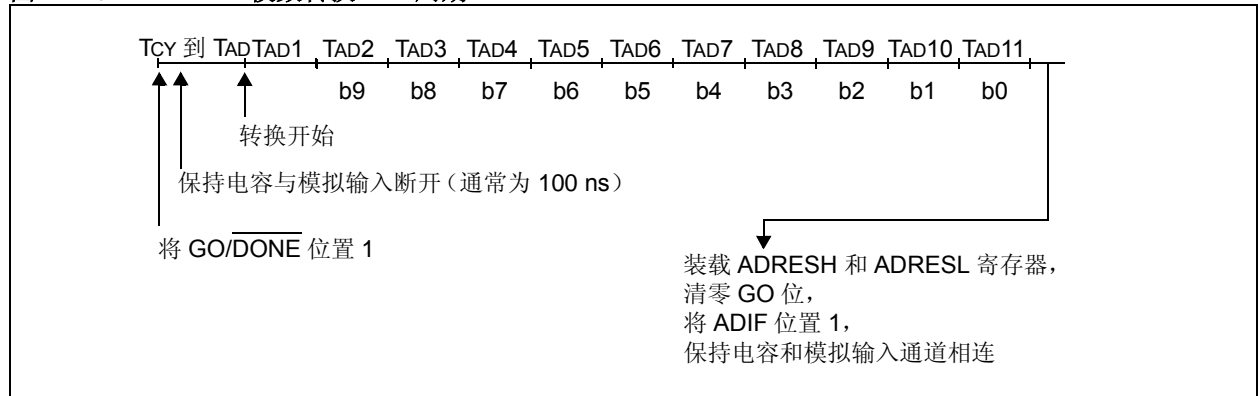 TCY 到 TAD TAD1 TAD2 TAD3 TAD4 TAD5 TAD6 TAD7 TAD8 TAD9 TAD10 TAD11
b9 b8 b7 b6 b5 b4 b3 b2 b1 b0
转换开始
保持电容与模拟输入断开（通常为 100 ns）
将 GO/DONE 位置 1
装载 ADRESH 和 ADRESL 寄存器，
清零 GO 位，
将 ADIF 位置 1，
保持电容和模拟输入通道相连